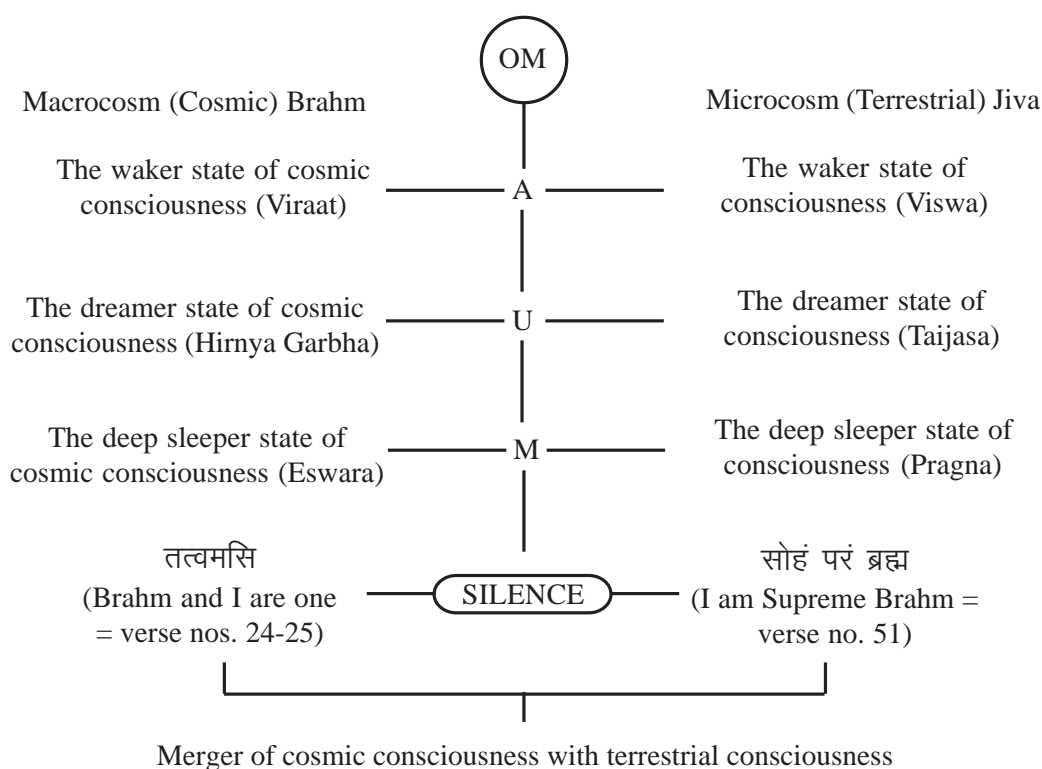 OM
Macrocosm (Cosmic) Brahm
Microcosm (Terrestrial) Jiva
The waker state of cosmic
consciousness (Viraat)
A
The waker state of
consciousness (Viswa)
The dreamer state of cosmic
consciousness (Hirnya Garbha)
U
The dreamer state of
consciousness (Taijasa)
The deep sleeper state of
cosmic consciousness (Eswara)
M
The deep sleeper state of
consciousness (Pragna)
तत्वमसि
(Brahm and I are one
= verse nos. 24-25)
SILENCE
सोहं परं ब्रह्म
(I am Supreme Brahm =
verse no. 51)
Merger of cosmic consciousness with terrestrial consciousness